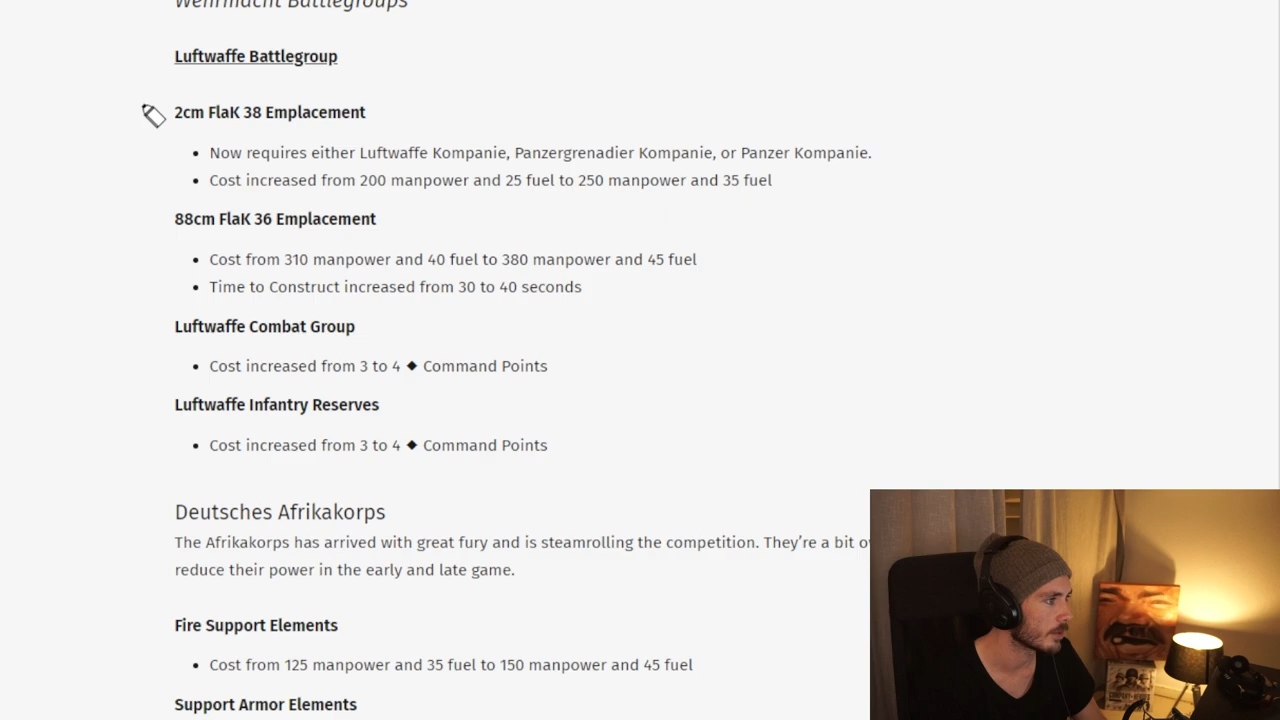 Wehrmacht Battlegroups
Luftwaffe Battlegroup
2cm FlaK 38 Emplacement
• Now requires either Luftwaffe Kompanie, Panzergrenadier Kompanie, or Panzer Kompanie.
• Cost increased from 200 manpower and 25 fuel to 250 manpower and 35 fuel
88cm FlaK 36 Emplacement
• Cost from 310 manpower and 40 fuel to 380 manpower and 45 fuel
• Time to Construct increased from 30 to 40 seconds
Luftwaffe Combat Group
• Cost increased from 3 to 4 ◆ Command Points
Luftwaffe Infantry Reserves
• Cost increased from 3 to 4 ◆ Command Points
Deutsches Afrikakorps
The Afrikakorps has arrived with great fury and is steamrolling the competition. They’re a bit
reduce their power in the early and late game.
Fire Support Elements
• Cost from 125 manpower and 35 fuel to 150 manpower and 45 fuel
Support Armor Elements